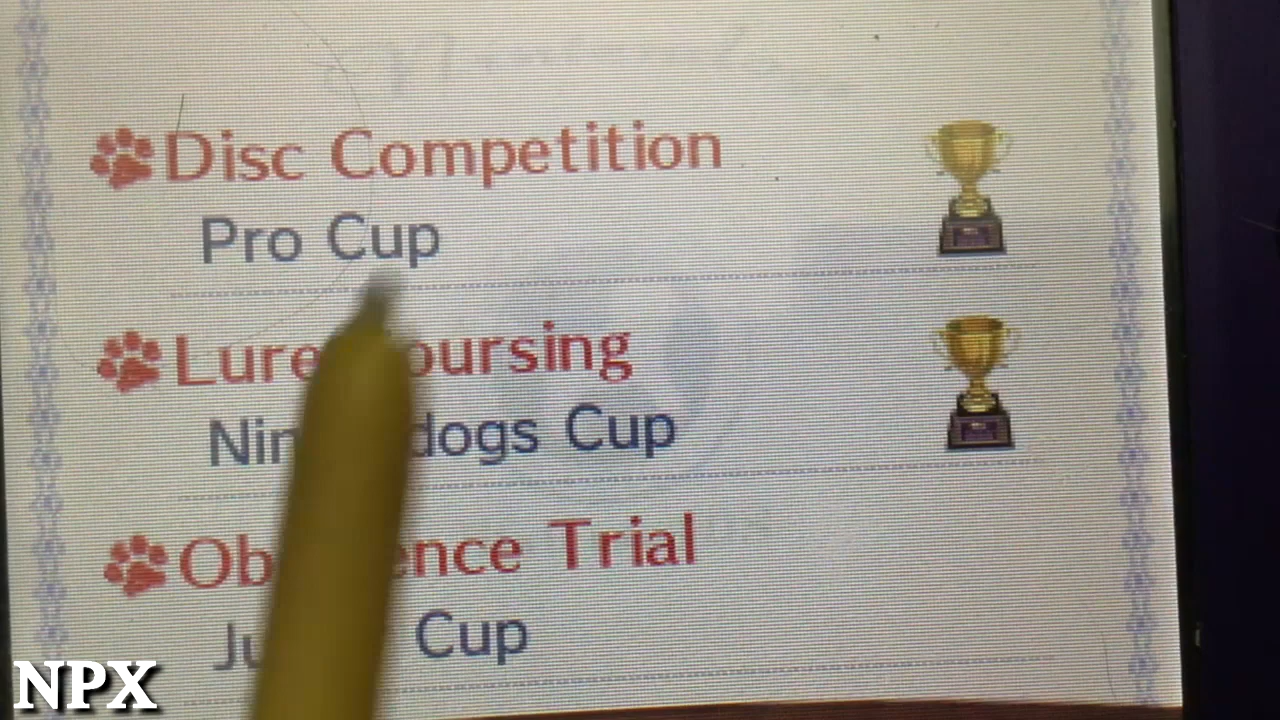 Disc Competition
Pro Cup
Lure oursing
Nin dogs Cup
Ob ence Trial
Ju Cup
NPX